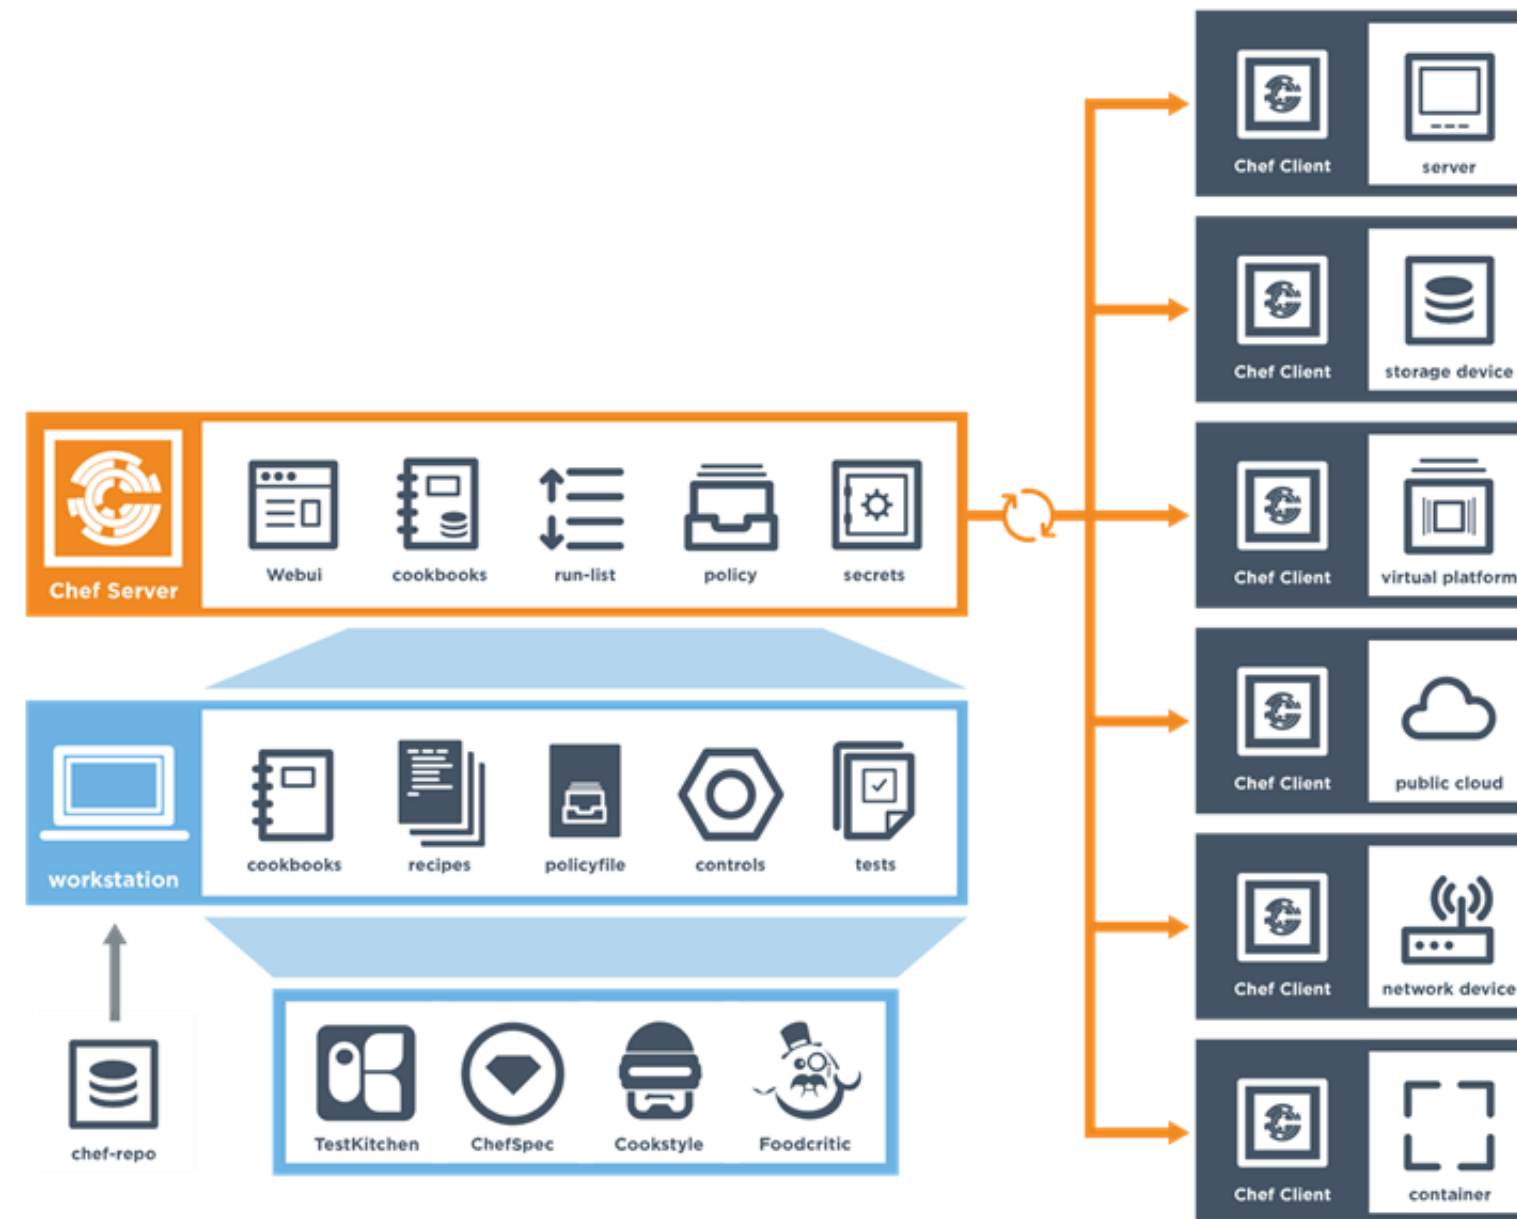 Chef Client
server
Chef Client
storage device
Chef Server
Webui
cookbooks
run-list
policy
secrets
Chef Client
virtual platform
workstation
cookbooks
recipes
policyfile
controls
tests
Chef Client
public cloud
chef-repo
TestKitchen
ChefSpec
Cookstyle
Foodcritic
Chef Client
network device
Chef Client
container